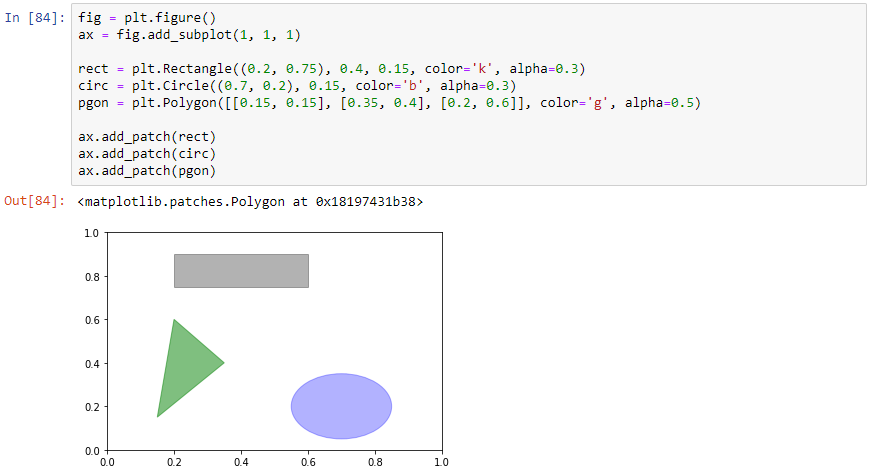 In [84]: fig = plt.figure()
ax = fig.add_subplot(1, 1, 1)
rect = plt.Rectangle((0.2, 0.75), 0.4, 0.15, color='k', alpha=0.3)
circ = plt.Circle((0.7, 0.2), 0.15, color='b', alpha=0.3)
pgon = plt.Polygon([[0.15, 0.15], [0.35, 0.4], [0.2, 0.6]], color='g', alpha=0.5)
ax.add_patch(rect)
ax.add_patch(circ)
ax.add_patch(pgon)
Out[84]: <matplotlib.patches.Polygon at 0x18197431b38>
1.0
0.8
0.6
0.4
0.2
0.0
0.0 0.2 0.4 0.6 0.8 1.0